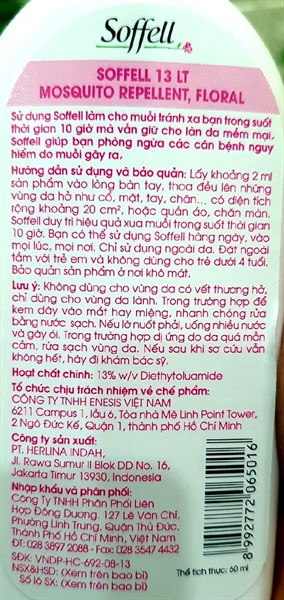 Soffell
SOFFELL 13 LT
MOSQUITO REPELLENT, FLORAL
Sử dụng Soffell làm cho muỗi tránh xa bạn trong suốt
thời gian 10 giờ mà vẫn giữ cho làn da mềm mại,
Soffell giúp bạn phòng ngừa các căn bệnh nguy
hiểm do muỗi gây ra.
Hướng dẫn sử dụng và bảo quản: Lấy khoảng 2 ml
sản phẩm vào lòng bàn tay, thoa đều lên những
vùng da hở như cổ, mặt, tay, chân... có diện tích
rộng khoảng 20 cm², hoặc quần áo, chăn màn.
Soffell duy trì hiệu quả xua muỗi trong suốt thời gian
10 giờ. Bạn có thể sử dụng Soffell hàng ngày, vào
mọi lúc, mọi nơi. Chỉ sử dụng ngoài da. Đặt ngoài
tầm với trẻ em và không dùng cho trẻ dưới 4 tuổi.
Bảo quản sản phẩm ở nơi khô mát.
Lưu ý: Không dùng cho vùng da có vết thương hở,
chỉ dùng cho vùng da lành. Trong trường hợp để
kem dây vào mắt hay miệng, nhanh chóng rửa
bằng nước sạch. Nếu lỡ nuốt phải, uống nhiều nước
và gây ói. Trong trường hợp dị ứng do da quá mẫn
cảm, rửa sạch vùng da. Nếu sau khi sơ cứu vẫn
không hết, hãy đi khám bác sỹ.
Hoạt chất chính: 13% w/v Diethyltoluamide
Tổ chức chịu trách nhiệm về chế phẩm:
CÔNG TY TNHH ENESIS VIỆT NAM
6211 Campus 1, lầu 6, Tòa nhà Mê Linh Point Tower,
2 Ngô Đức Kế, Quận 1, thành phố Hồ Chí Minh
Công ty sản xuất:
PT. HERLINA INDAH,
Jl. Rawa Sumur II Blok DD No. 16,
Jakarta Timur 13930, Indonesia
Nhập khẩu và phân phối:
Công Ty TNHH Phân Phối Liên
Hợp Đông Dương. 127 Lê Văn Chí,
Phường Linh Trung, Quận Thủ Đức,
Thành Phố Hồ Chí Minh, Việt Nam
ĐT: 028 3897 2088 - Fax: 028 3547 4432
SĐK: VNDP-HC-692-08-13
NSX&HSD: (Xem trên bao bì)
Số lô SX: (Xem trên bao bì)
8 992772 065016
Thể tích thực: 60 ml